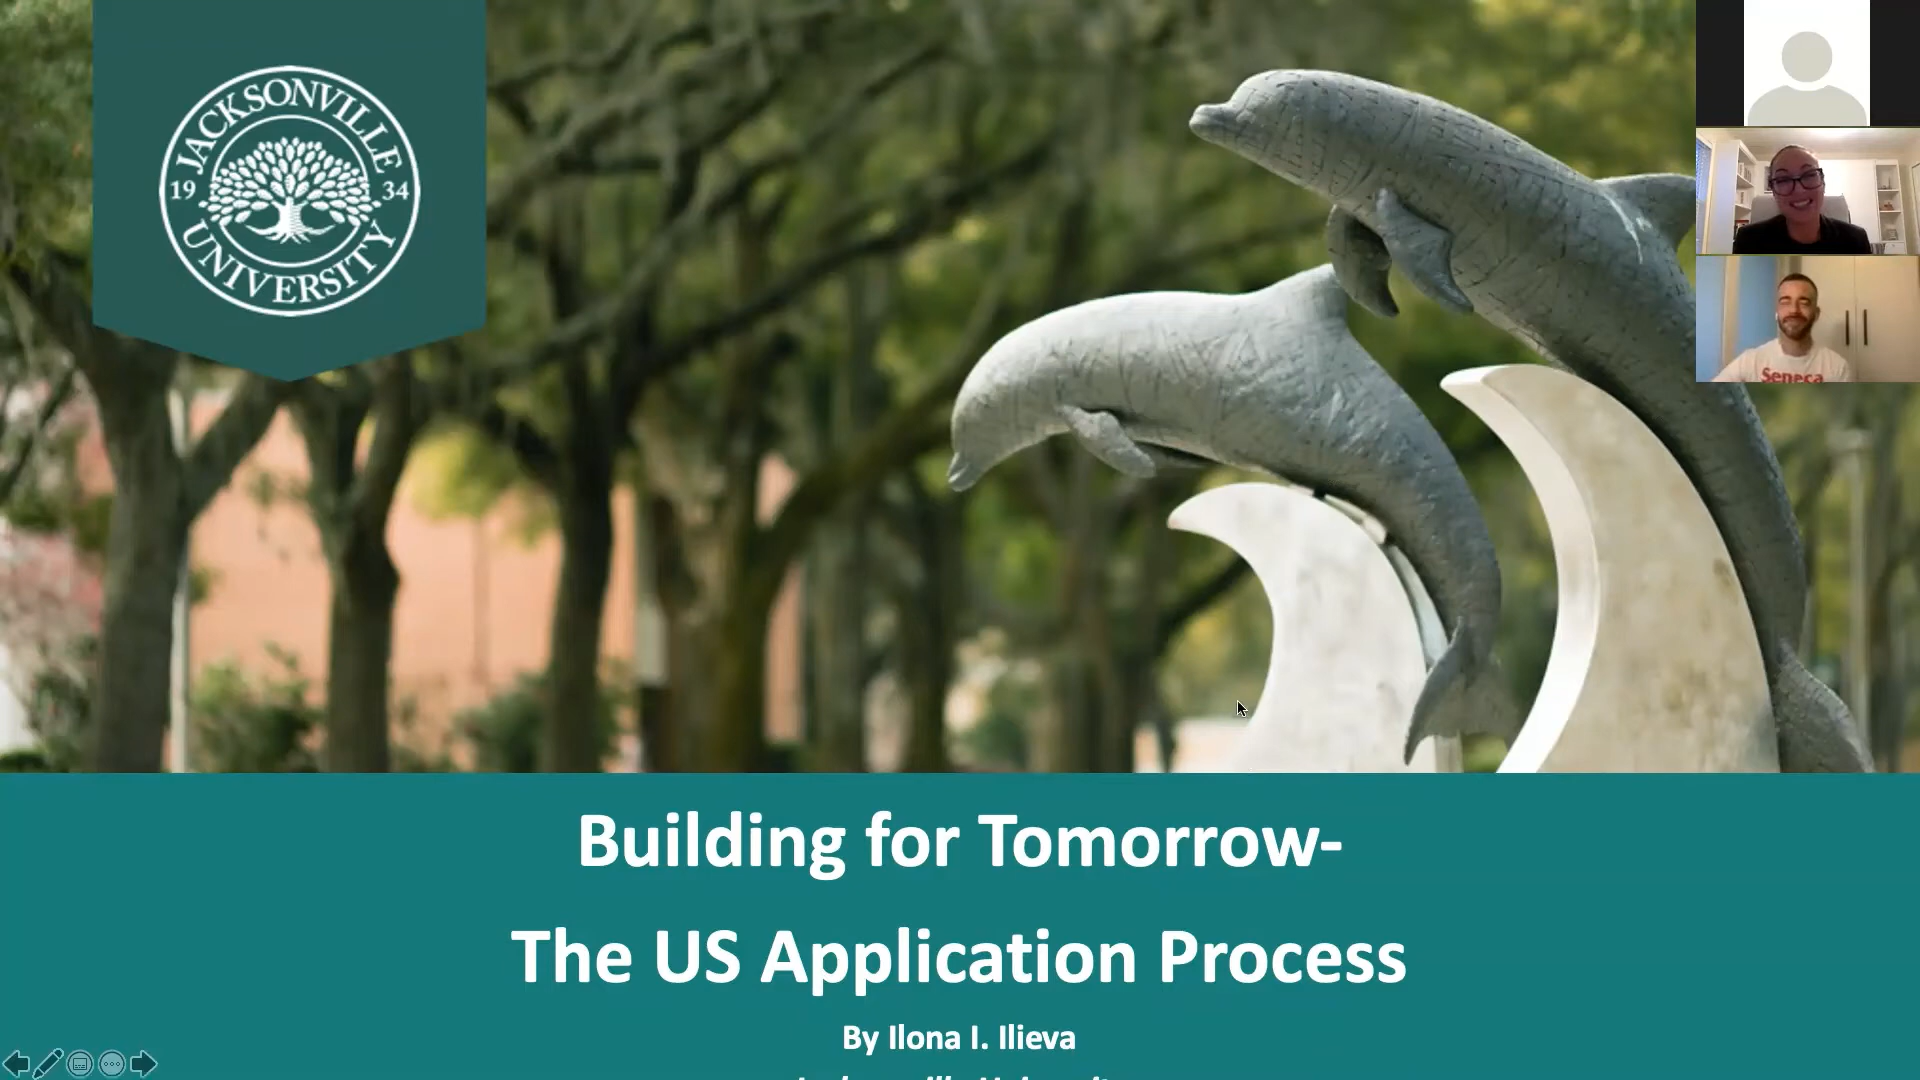 JACKSONVILLE
19 34
UNIVERSITY
Seneca
Building for Tomorrow-
The US Application Process
By Ilona I. Ilieva